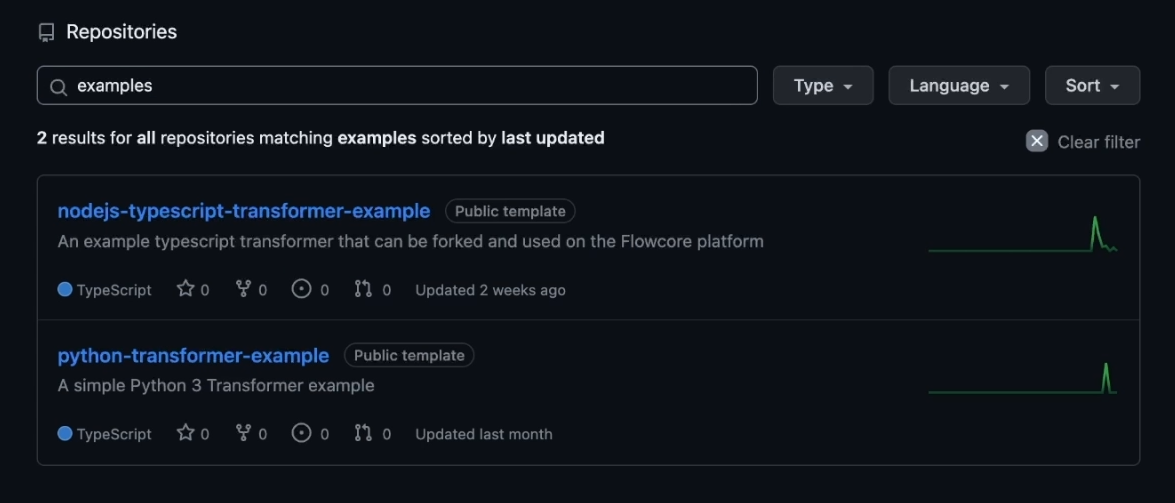 Repositories
examples
Type
Language
Sort
2 results for all repositories matching examples sorted by last updated
Clear filter
nodejs-typescript-transformer-example Public template
An example typescript transformer that can be forked and used on the Flowcore platform
TypeScript 0 0 0 0 Updated 2 weeks ago
python-transformer-example Public template
A simple Python 3 Transformer example
TypeScript 0 0 0 0 Updated last month